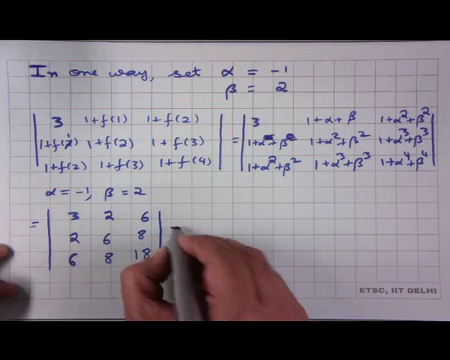 In one way, set α = -1
β = 2
| 3 1+f(1) 1+f(2) | = | 3 1+α+β 1+α²+β² |
| 1+f(1) 1+f(2) 1+f(3) | | 1+α+β 1+α²+β² 1+α³+β³ |
| 1+f(2) 1+f(3) 1+f(4) | | 1+α²+β² 1+α³+β³ 1+α⁴+β⁴ |
α = -1, β = 2
= | 3 2 6 |
| 2 6 8 |
| 6 8 18 |
ETSC, IIT DELHI